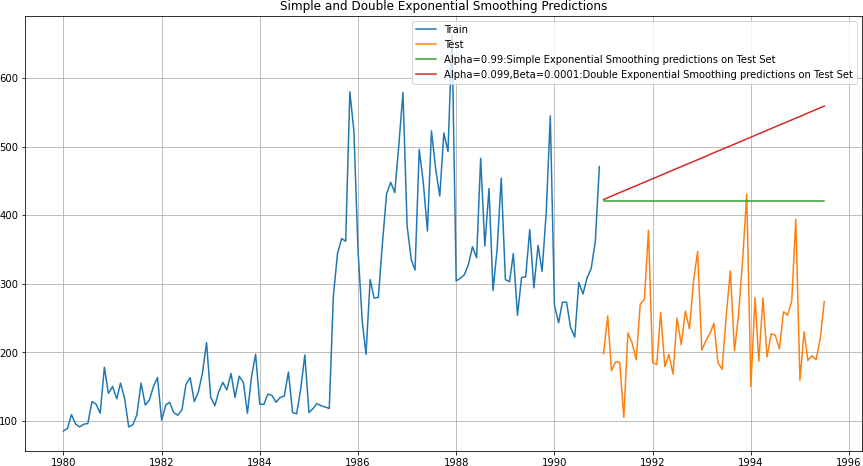 Simple and Double Exponential Smoothing Predictions
Train
Test
Alpha=0.99:Simple Exponential Smoothing predictions on Test Set
Alpha=0.099,Beta=0.0001:Double Exponential Smoothing predictions on Test Set
600
500
400
300
200
100
1980 1982 1984 1986 1988 1990 1992 1994 1996